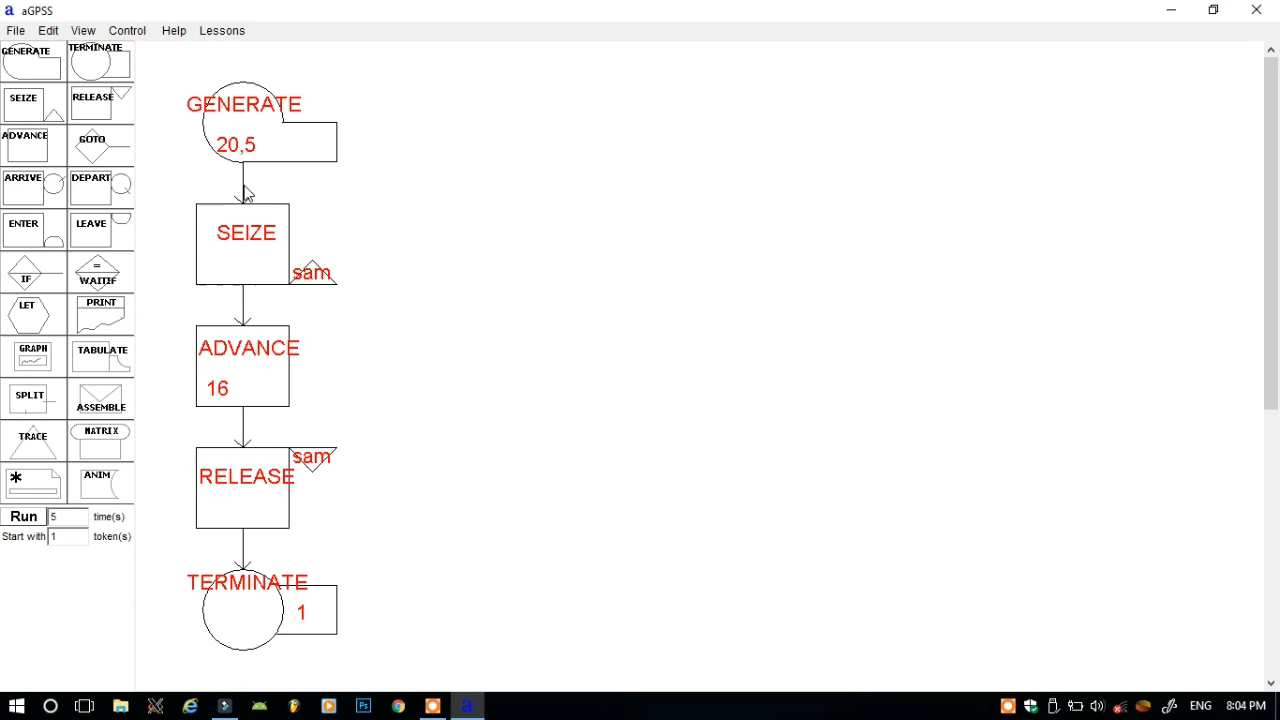 a aGPSS
File Edit View Control Help Lessons
GENERATE TERMINATE
SEIZE RELEASE
ADVANCE GOTO
ARRIVE DEPART
ENTER LEAVE
IF = WAITIF
LET PRINT
GRAPH TABULATE
SPLIT ASSEMBLE
TRACE MATRIX
* ANIM
Run 5 time(s)
Start with 1 token(s)
GENERATE
20,5
SEIZE
sam
ADVANCE
16
sam
RELEASE
TERMINATE
1
Ps a ENG 8:04 PM